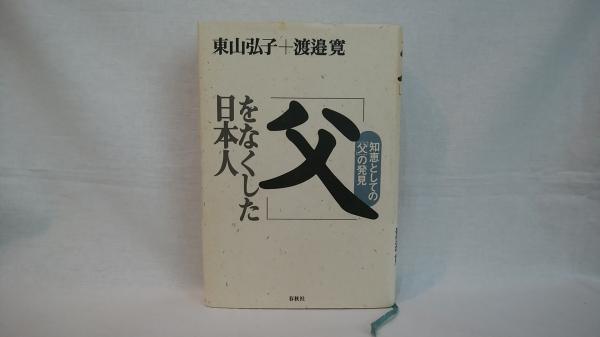 東山弘子+渡邉寛
「父」
をなくした
日本人
知恵としての
「父」の発見
春秋社